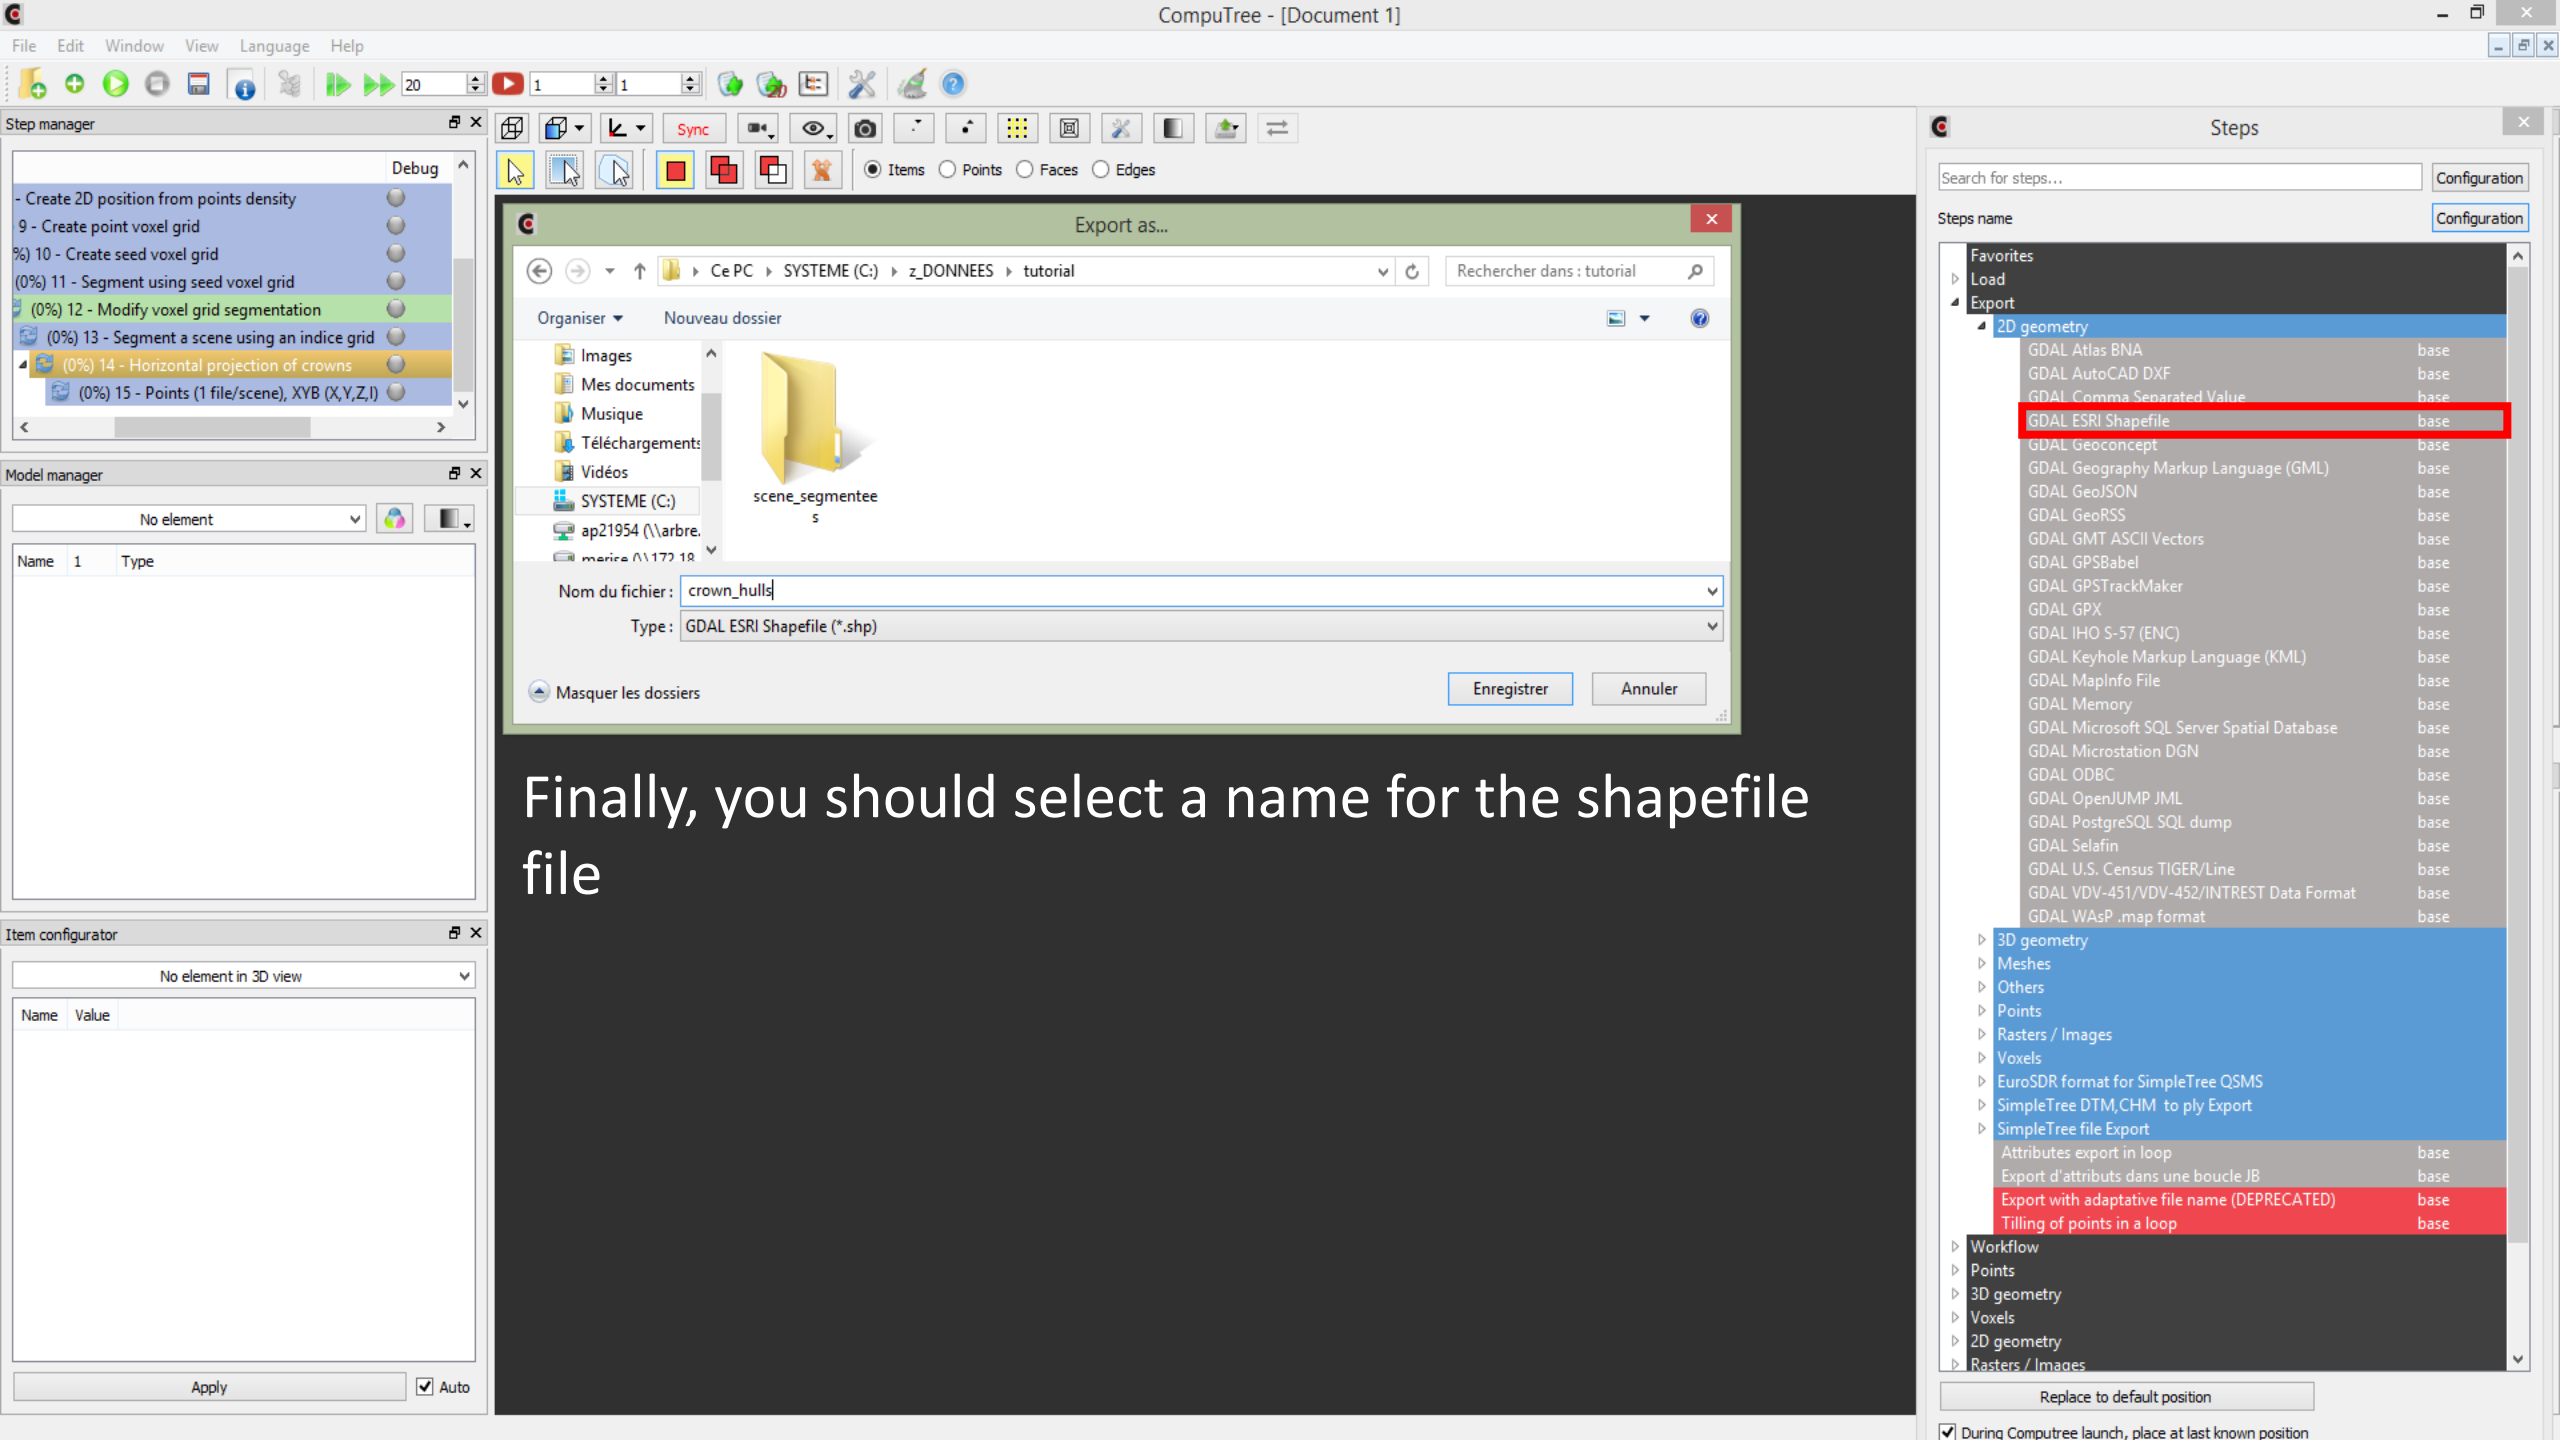 CompuTree - [Document 1]
File Edit Window View Language Help
20 1 1 20
Step manager
Debug
- Create 2D position from points density
9 - Create point voxel grid
%) 10 - Create seed voxel grid
(0%) 11 - Segment using seed voxel grid
(0%) 12 - Modify voxel grid segmentation
(0%) 13 - Segment a scene using an indice grid
(0%) 14 - Horizontal projection of crowns
(0%) 15 - Points (1 file/scene), XYB (X,Y,Z,I)
Model manager
No element
Name 1 Type
Item configurator
No element in 3D view
Name Value
Apply Auto
Sync
Items Points Faces Edges
Export as...
Ce PC SYSTEME (C:) z_DONNEES tutorial
Rechercher dans : tutorial
Organiser Nouveau dossier
Images
Mes documents
Musique
Téléchargements
Vidéos
SYSTEME (C:)
ap21954 (\\arbre.
merise (\\172.18
scene_segmentee
s
Nom du fichier : crown_hulls
Type : GDAL ESRI Shapefile (*.shp)
Masquer les dossiers
Enregistrer Annuler
Finally, you should select a name for the shapefile
file
Steps
Search for steps... Configuration
Steps name Configuration
Favorites
Load
Export
2D geometry
GDAL Atlas BNA base
GDAL AutoCAD DXF base
GDAL Comma Separated Value base
GDAL ESRI Shapefile base
GDAL Geoconcept base
GDAL Geography Markup Language (GML) base
GDAL GeoJSON base
GDAL GeoRSS base
GDAL GMT ASCII Vectors base
GDAL GPSBabel base
GDAL GPSTrackMaker base
GDAL GPX base
GDAL IHO S-57 (ENC) base
GDAL Keyhole Markup Language (KML) base
GDAL MapInfo File base
GDAL Memory base
GDAL Microsoft SQL Server Spatial Database base
GDAL Microstation DGN base
GDAL ODBC base
GDAL OpenJUMP JML base
GDAL PostgreSQL SQL dump base
GDAL Selafin base
GDAL U.S. Census TIGER/Line base
GDAL VDV-451/VDV-452/INTREST Data Format base
GDAL WAsP .map format base
3D geometry
Meshes
Others
Points
Rasters / Images
Voxels
EuroSDR format for SimpleTree QSMS
SimpleTree DTM,CHM to ply Export
SimpleTree file Export
Attributes export in loop base
Export d'attributs dans une boucle JB base
Export with adaptative file name (DEPRECATED) base
Tilling of points in a loop base
Workflow
Points
3D geometry
Voxels
2D geometry
Rasters / Images
Replace to default position
During Computree launch, place at last known position